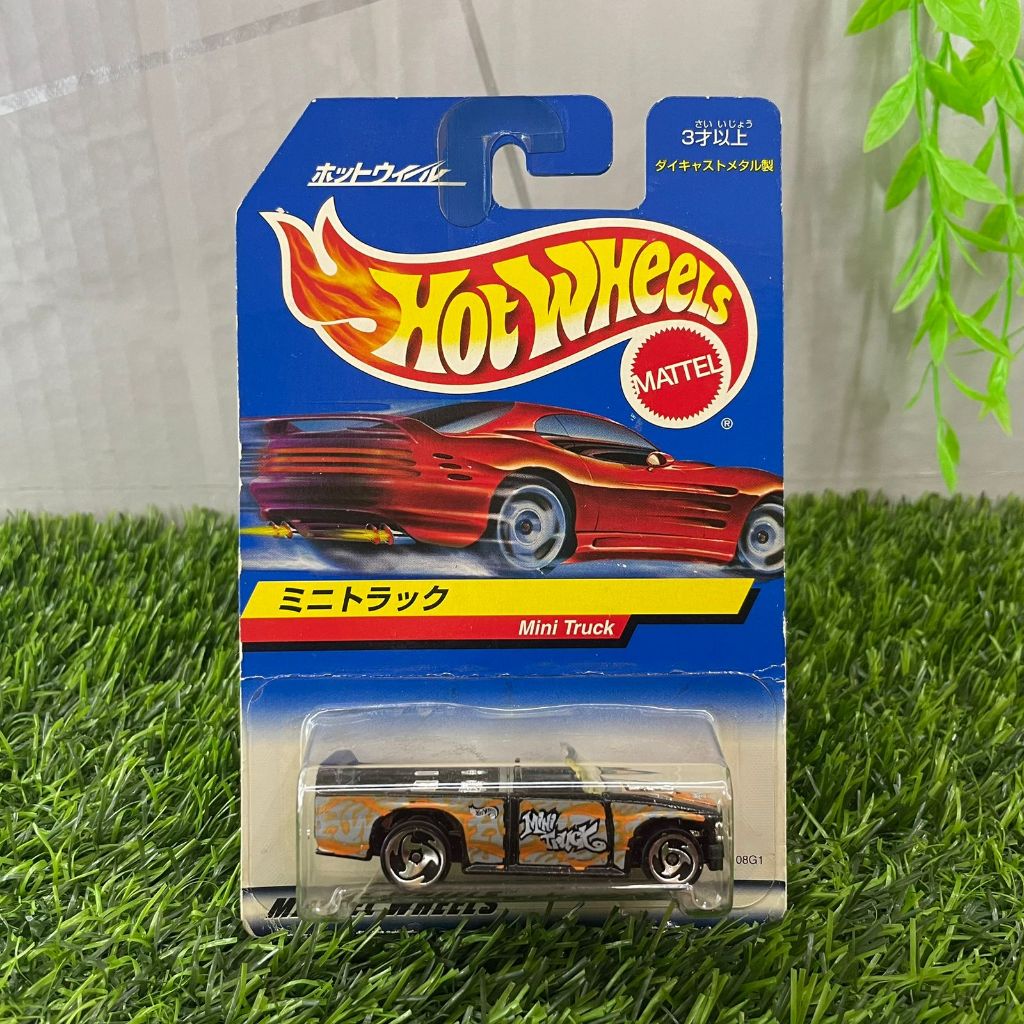 さい いじょう
3才以上
ダイキャストメタル製
ホットウィール
HOT WHEELS
MATTEL
®
ミニトラック
Mini Truck
MINI
TRUCK
08G1
WHEELS